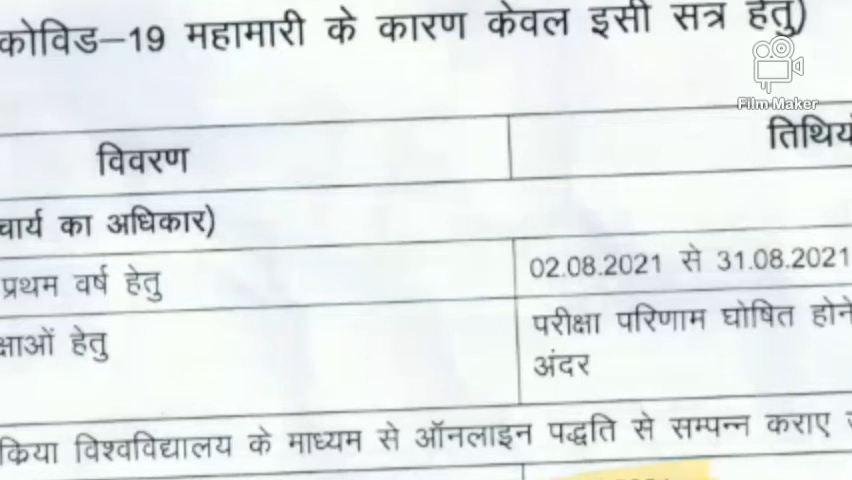 कोविड–19 महामारी के कारण केवल इसी सत्र हेतु)
Film Maker
विवरण
चार्य का अधिकार)
प्रथम वर्ष हेतु
02.08.2021 से 31.08.2021
हेतु
परीक्षा परिणाम घोषित होने
अंदर
विश्वविद्यालय के माध्यम से ऑनलाइन पद्धति से सम्पन्न कराए